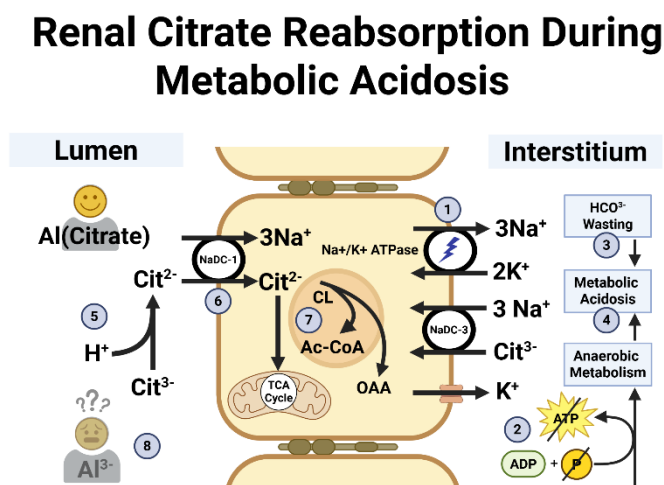 Renal Citrate Reabsorption During
Metabolic Acidosis
Lumen
Interstitium
Al(Citrate)
3Na⁺
NaDC-1
Cit²⁻
Cit²⁻
6
5
H⁺
Cit³⁻
???
Al³⁻
8
CL
7
Ac-CoA
OAA
TCA
Cycle
1
Na+/K+ ATPase
3Na⁺
2K⁺
3 Na⁺
NaDC-3
Cit³⁻
K⁺
HCO³⁻
Wasting
3
Metabolic
Acidosis
4
Anaerobic
Metabolism
2
ATP
ADP + P